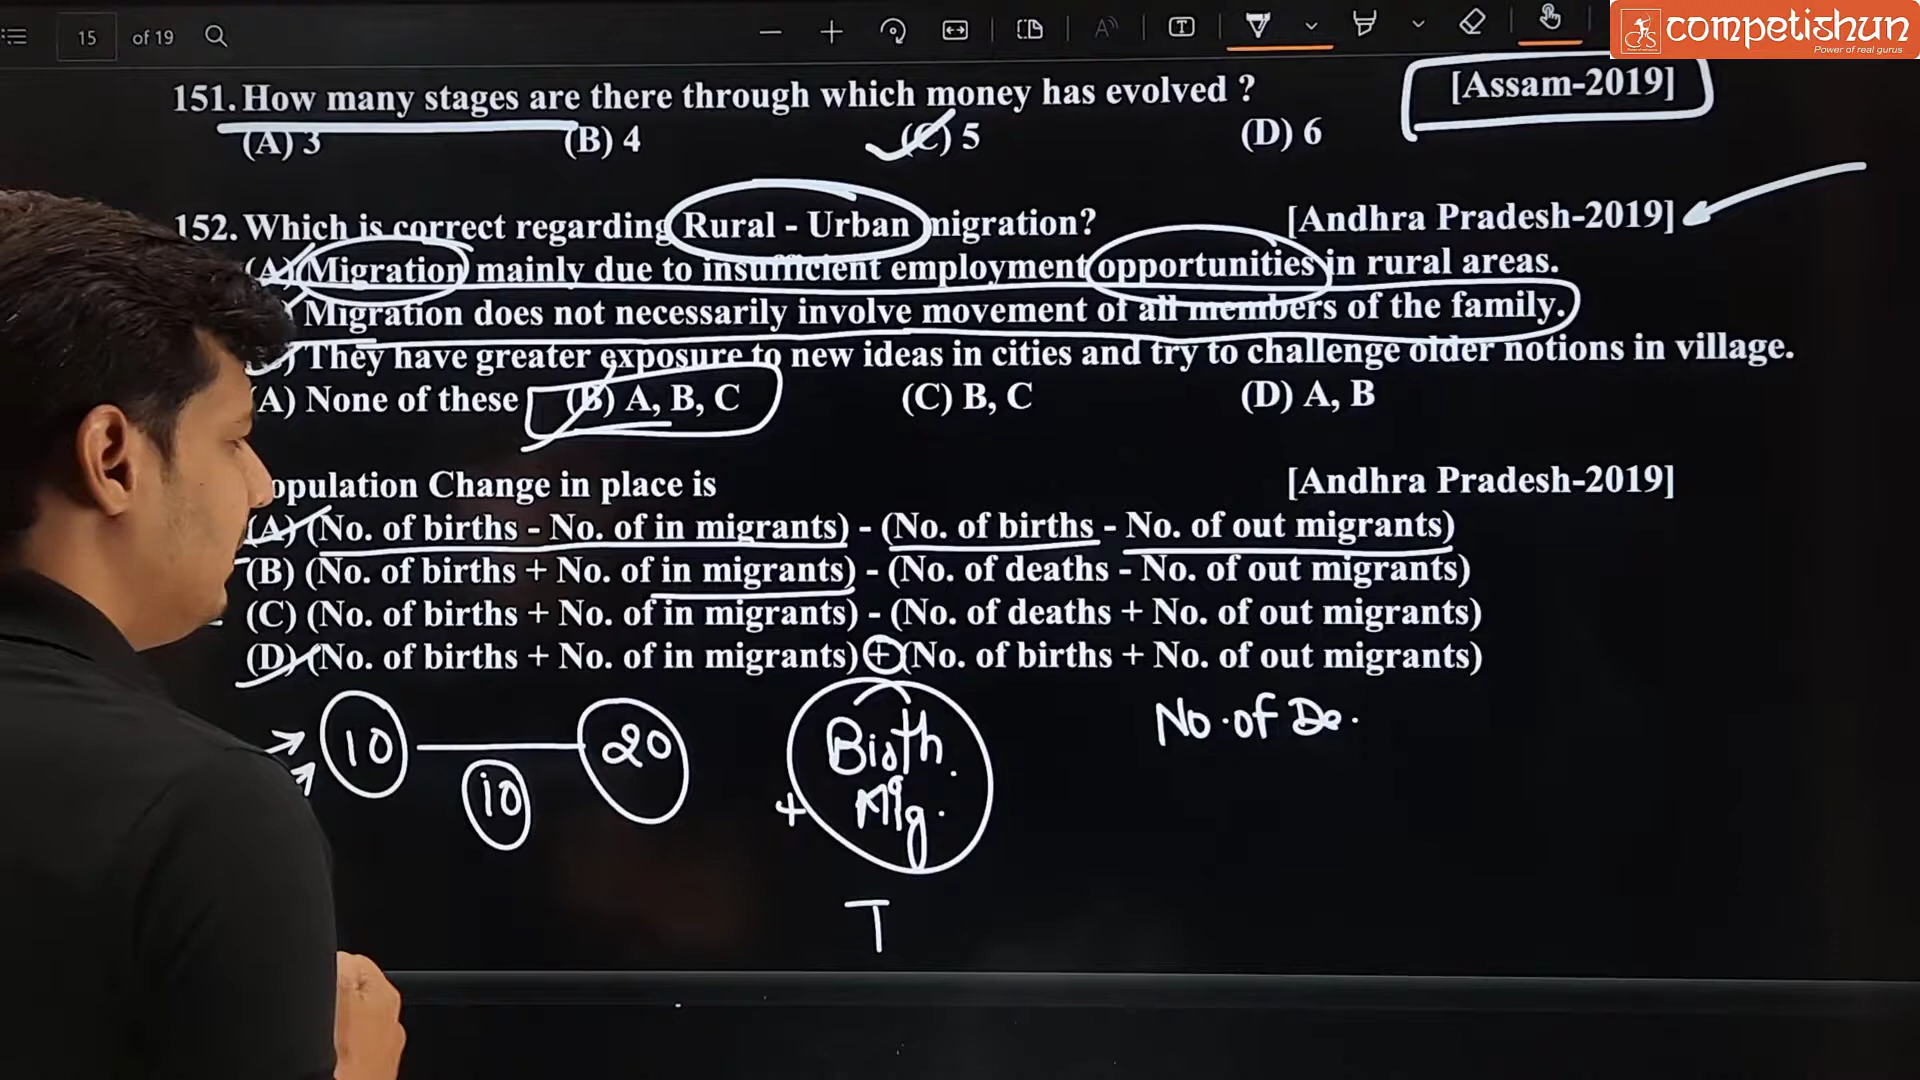 15 of 19
competishun
Power of real gurus
151. How many stages are there through which money has evolved ? [Assam-2019]
(A) 3 (B) 4 (C) 5 (D) 6
152. Which is correct regarding Rural - Urban migration? [Andhra Pradesh-2019]
(A) Migration mainly due to insufficient employment opportunities in rural areas.
Migration does not necessarily involve movement of all members of the family.
They have greater exposure to new ideas in cities and try to challenge older notions in village.
(A) None of these (B) A, B, C (C) B, C (D) A, B
opulation Change in place is [Andhra Pradesh-2019]
(A) (No. of births - No. of in migrants) - (No. of births - No. of out migrants)
(B) (No. of births + No. of in migrants) - (No. of deaths - No. of out migrants)
(C) (No. of births + No. of in migrants) - (No. of deaths + No. of out migrants)
(D) (No. of births + No. of in migrants) + (No. of births + No. of out migrants)
10 20 Birth No. of De.
10 + Mig.
T